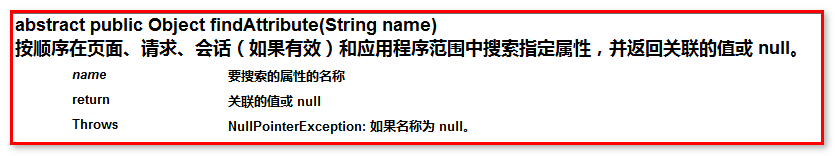 abstract public Object findAttribute(String name)
按顺序在页面、请求、会话（如果有效）和应用程序范围中搜索指定属性，并返回关联的值或 null。
name 要搜索的属性的名称
return 关联的值或 null
Throws NullPointerException: 如果名称为 null。